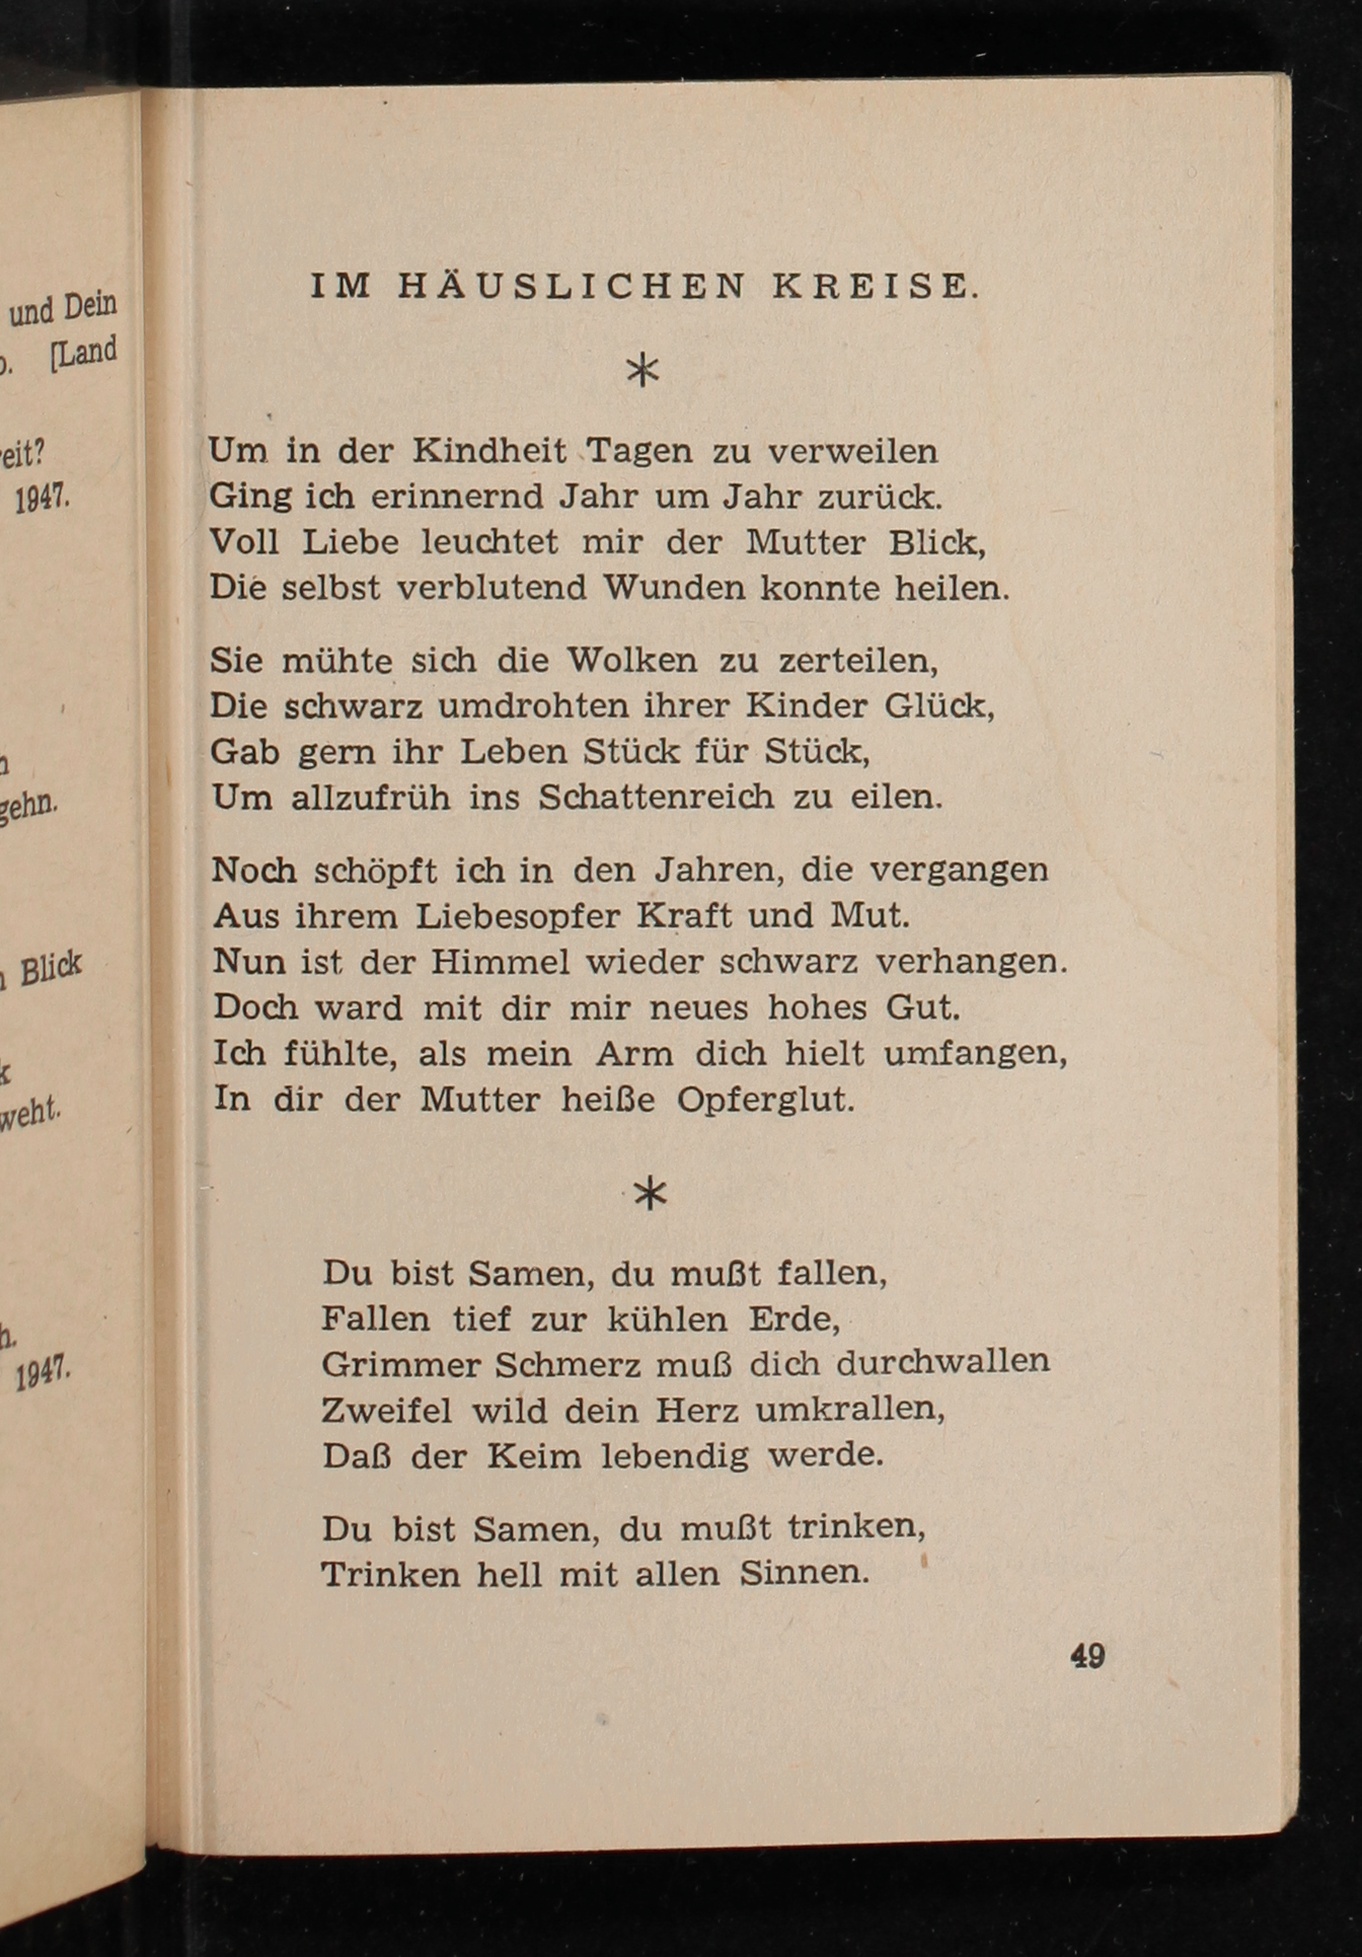 und Dein
[Land
1947.
gehn.
Blick
weht.
1947.
IM HÄUSLICHEN KREISE.
*
Um in der Kindheit Tagen zu verweilen
Ging ich erinnernd Jahr um Jahr zurück.
Voll Liebe leuchtet mir der Mutter Blick,
Die selbst verblutend Wunden konnte heilen.
Sie mühte sich die Wolken zu zerteilen,
Die schwarz umdrohten ihrer Kinder Glück,
Gab gern ihr Leben Stück für Stück,
Um allzufrüh ins Schattenreich zu eilen.
Noch schöpft ich in den Jahren, die vergangen
Aus ihrem Liebesopfer Kraft und Mut.
Nun ist der Himmel wieder schwarz verhangen.
Doch ward mit dir mir neues hohes Gut.
Ich fühlte, als mein Arm dich hielt umfangen,
In dir der Mutter heiße Opferglut.
*
Du bist Samen, du mußt fallen,
Fallen tief zur kühlen Erde,
Grimmer Schmerz muß dich durchwallen
Zweifel wild dein Herz umkrallen,
Daß der Keim lebendig werde.
Du bist Samen, du mußt trinken,
Trinken hell mit allen Sinnen.
49